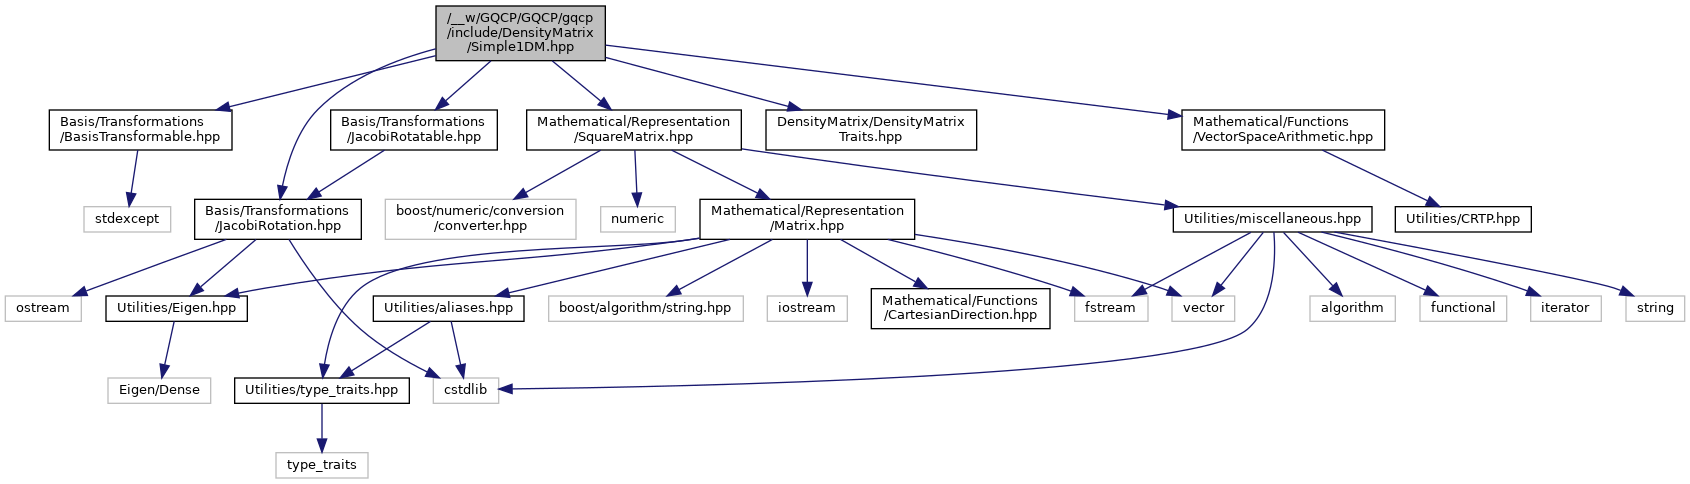 /__w/GQCP/GQCP/gqcp
/include/DensityMatrix
/Simple1DM.hpp
Basis/Transformations
/BasisTransformable.hpp
Basis/Transformations
/JacobiRotatable.hpp
Mathematical/Representation
/SquareMatrix.hpp
DensityMatrix/DensityMatrix
Traits.hpp
Mathematical/Functions
/VectorSpaceArithmetic.hpp
stdexcept
Basis/Transformations
/JacobiRotation.hpp
boost/numeric/conversion
/converter.hpp
numeric
Mathematical/Representation
/Matrix.hpp
Utilities/miscellaneous.hpp
Utilities/CRTP.hpp
ostream
Utilities/Eigen.hpp
Utilities/aliases.hpp
boost/algorithm/string.hpp
iostream
Mathematical/Functions
/CartesianDirection.hpp
fstream
vector
algorithm
functional
iterator
string
Eigen/Dense
Utilities/type_traits.hpp
cstdlib
type_traits